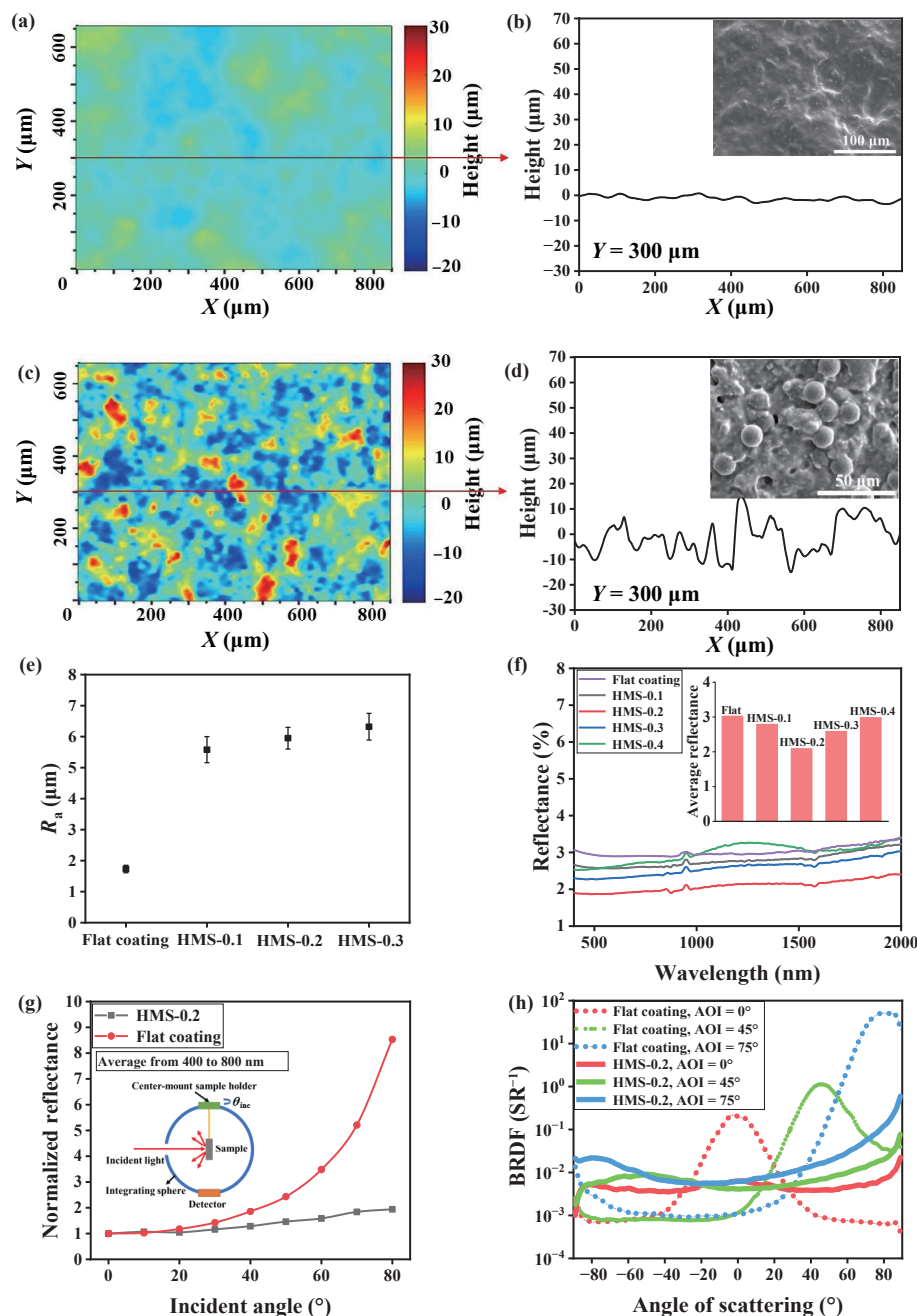 (a)
600
400
200
0
Y (μm)
0
200
400
600
800
X (μm)
30
20
10
0
−10
−20
Height (μm)
(b)
70
60
50
40
30
20
10
0
−10
−20
−30
Height (μm)
100 μm
Y = 300 μm
0
200
400
600
800
X (μm)
(c)
600
400
200
0
Y (μm)
0
200
400
600
800
X (μm)
30
20
10
0
−10
−20
Height (μm)
(d)
70
60
50
40
30
20
10
0
−10
−20
−30
Height (μm)
50 μm
Y = 300 μm
0
200
400
600
800
X (μm)
(e)
8
7
6
5
4
3
2
1
0
Ra (μm)
Flat coating
HMS-0.1
HMS-0.2
HMS-0.3
(f)
8
7
6
5
4
3
2
1
Reflectance (%)
Flat coating
HMS-0.1
HMS-0.2
HMS-0.3
HMS-0.4
4
3
2
1
0
Average reflectance
Flat
HMS-0.1
HMS-0.2
HMS-0.3
HMS-0.4
500
1000
1500
2000
Wavelength (nm)
(g)
10
9
8
7
6
5
4
3
2
1
0
Normalized reflectance
HMS-0.2
Flat coating
Average from 400 to 800 nm
Center-mount sample holder
θinc
Sample
Incident light
Integrating sphere
Detector
0
20
40
60
80
Incident angle (°)
(h)
10²
10¹
10⁰
10⁻¹
10⁻²
10⁻³
10⁻⁴
BRDF (SR⁻¹)
Flat coating, AOI = 0°
Flat coating, AOI = 45°
Flat coating, AOI = 75°
HMS-0.2, AOI = 0°
HMS-0.2, AOI = 45°
HMS-0.2, AOI = 75°
−80
−60
−40
−20
0
20
40
60
80
Angle of scattering (°)